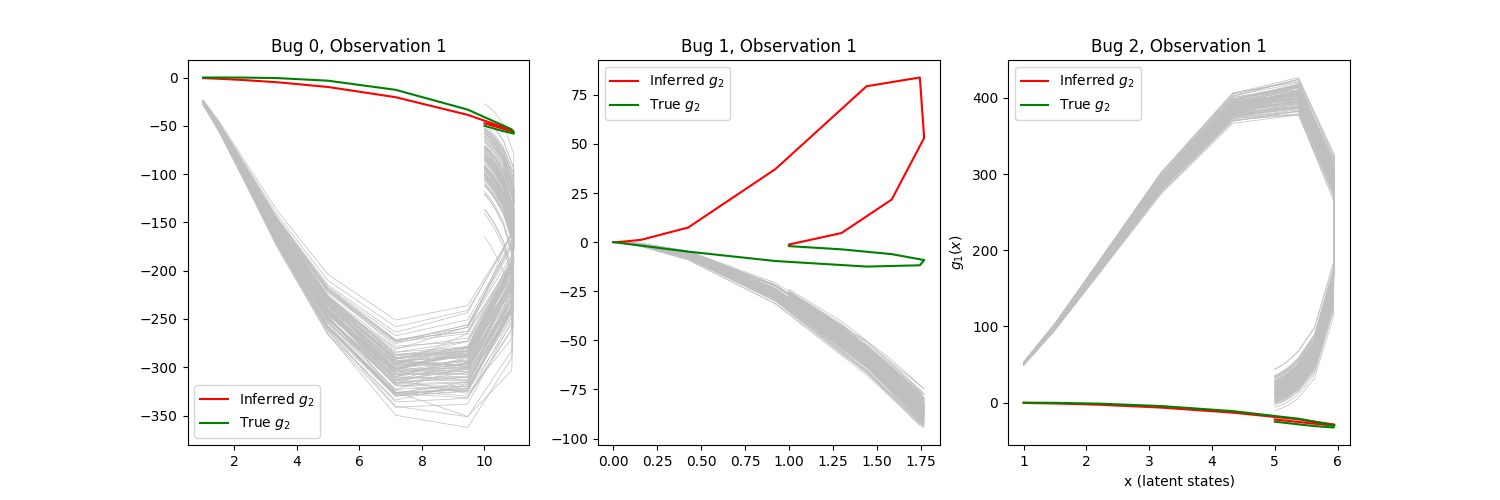 Bug 0, Observation 1
0
−50
−100
−150
−200
−250
−300
−350
Inferred g₂
True g₂
2 4 6 8 10
Bug 1, Observation 1
Inferred g₂
True g₂
75
50
25
0
−25
−50
−75
−100
0.00 0.25 0.50 0.75 1.00 1.25 1.50 1.75
Bug 2, Observation 1
Inferred g₂
True g₂
400
300
200
100
0
g₁(x)
1 2 3 4 5 6
x (latent states)